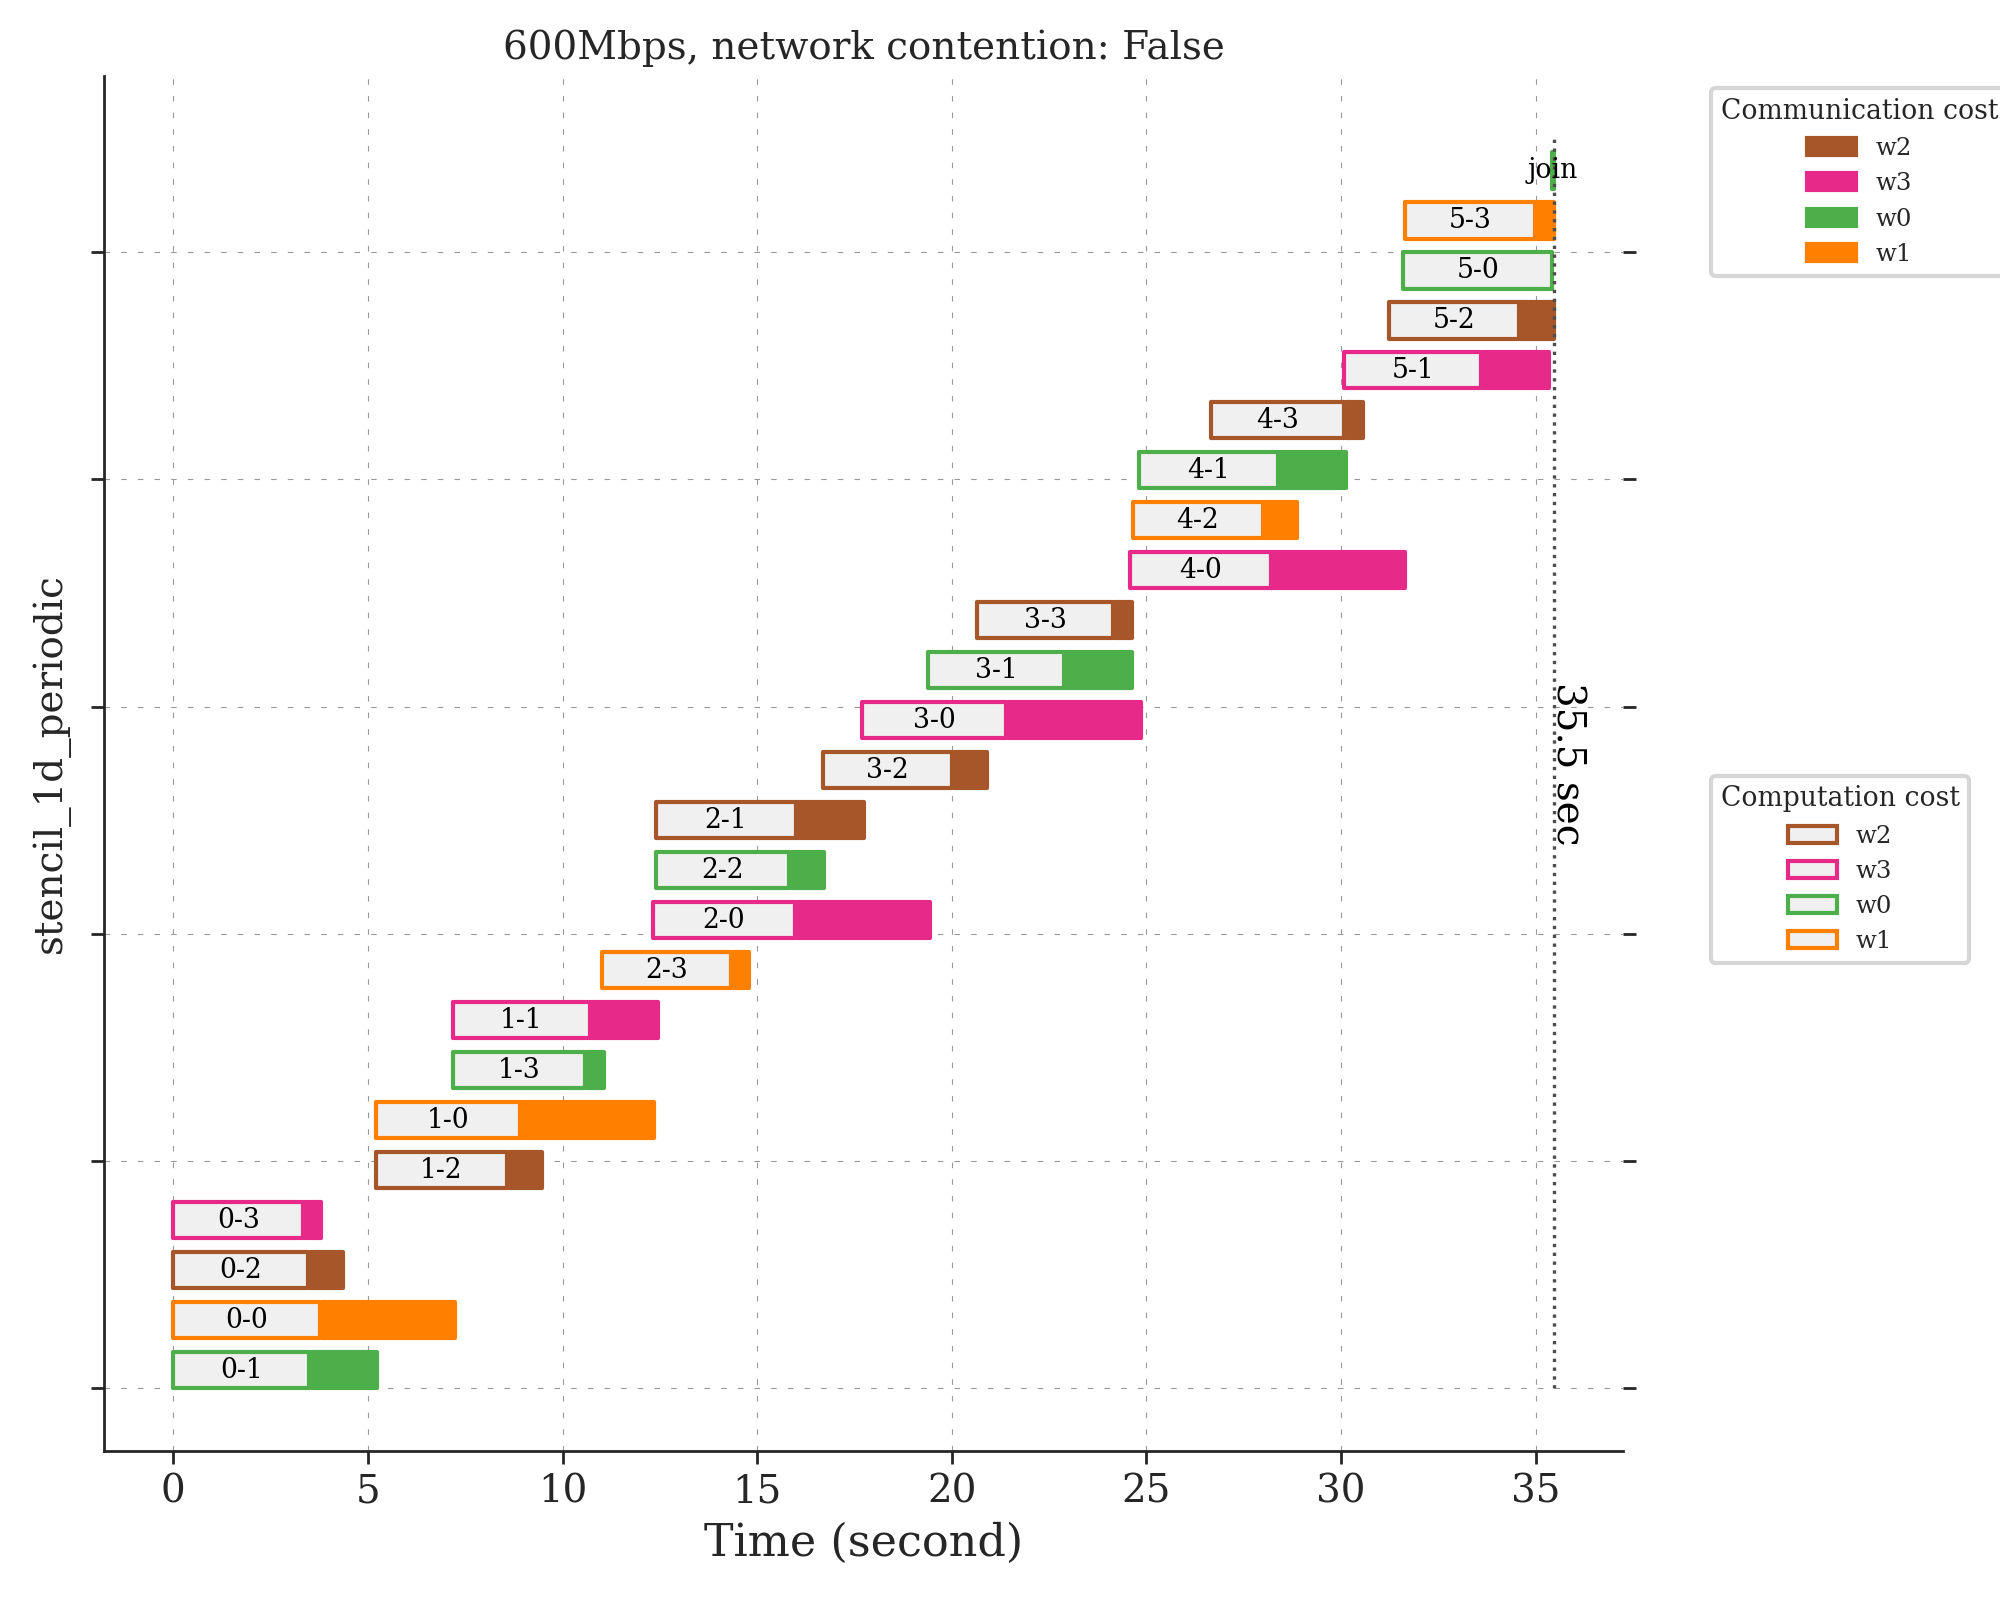 600Mbps, network contention: False
Communication cost
w2
w3
w0
w1
join
5-3
5-0
5-2
5-1
4-3
4-1
4-2
4-0
3-3
3-1
3-0
3-2
2-1
2-2
2-0
2-3
1-1
1-3
1-0
1-2
0-3
0-2
0-0
0-1
35.5 sec
Computation cost
w2
w3
w0
w1
stencil_1d_periodic
0 5 10 15 20 25 30 35
Time (second)